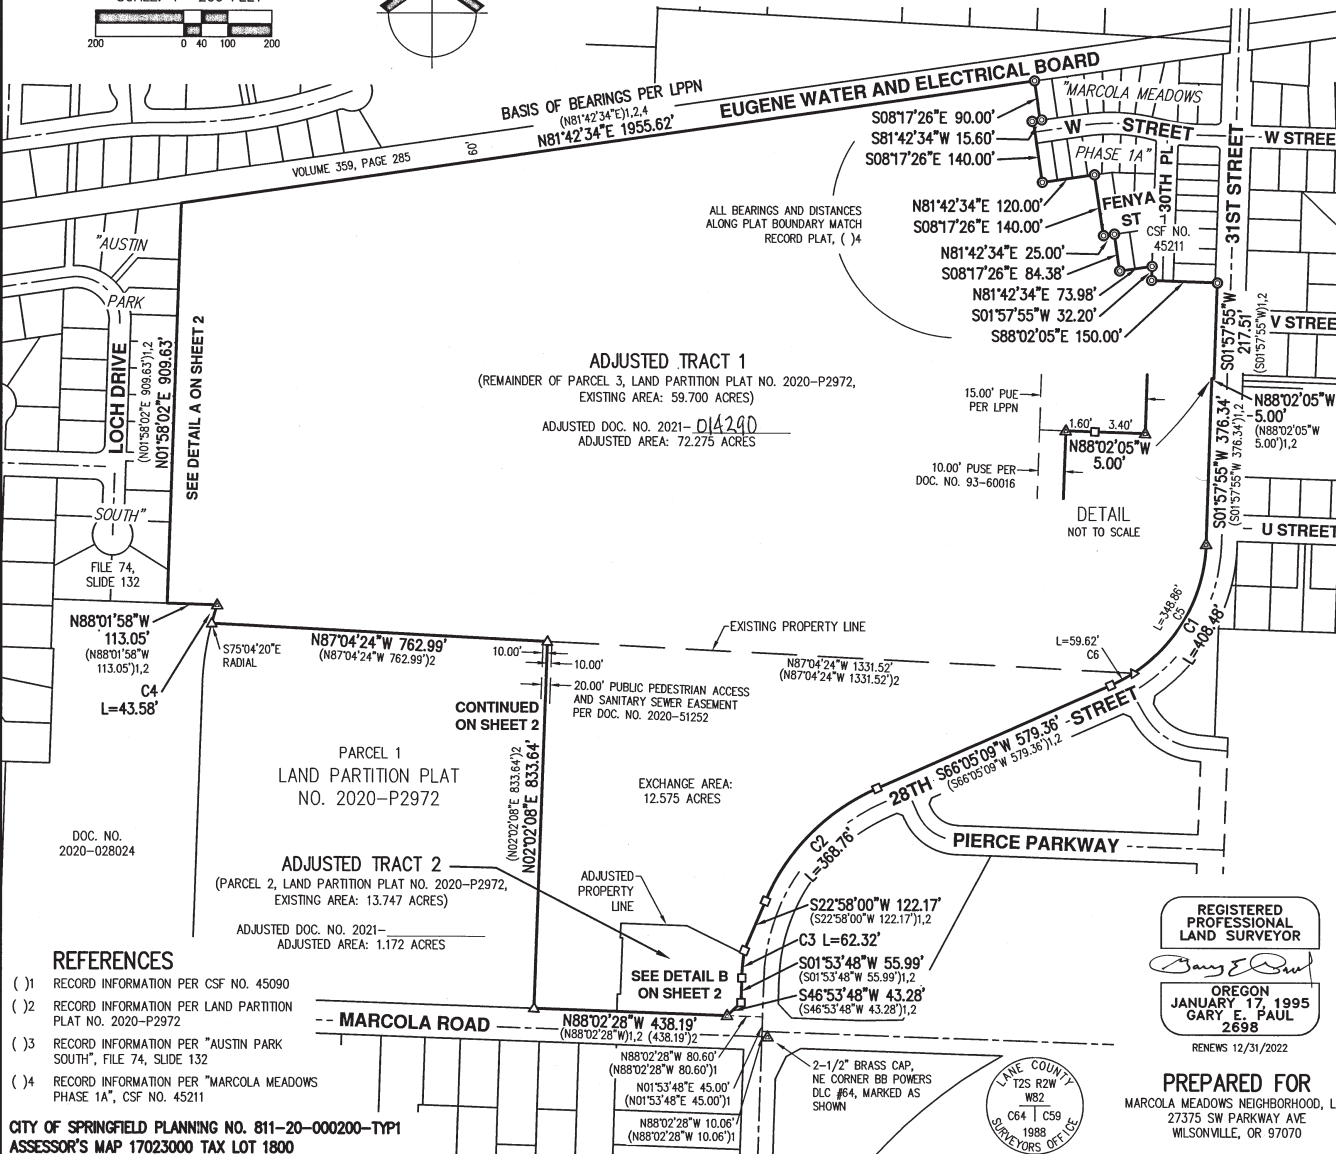 200 0 40 100 200
BASIS OF BEARINGS PER LPPN
(N81°42'34"E)1,2,4
N81°42'34"E 1955.62'
EUGENE WATER AND ELECTRICAL BOARD
VOLUME 359, PAGE 285
60'
S08°17'26"E 90.00'
S81°42'34"W 15.60'
S08°17'26"E 140.00'
N81°42'34"E 120.00'
S08°17'26"E 140.00'
N81°42'34"E 25.00'
S08°17'26"E 84.38'
N81°42'34"E 73.98'
S01°57'55"W 32.20'
S88°02'05"E 150.00'
"MARCOLA MEADOWS
W STREET
W STREE
PHASE 1A"
30TH PL
FENYA
ST
CSF NO.
45211
31ST STREET
ALL BEARINGS AND DISTANCES
ALONG PLAT BOUNDARY MATCH
RECORD PLAT, ( )4
"AUSTIN
PARK
SOUTH"
LOCH DRIVE
(N01°58'02"E 909.63')1,2
N01°58'02"E 909.63'
SEE DETAIL A ON SHEET 2
FILE 74,
SLIDE 132
ADJUSTED TRACT 1
(REMAINDER OF PARCEL 3, LAND PARTITION PLAT NO. 2020-P2972,
EXISTING AREA: 59.700 ACRES)
ADJUSTED DOC. NO. 2021-014290
ADJUSTED AREA: 72.275 ACRES
S01°57'55"W
217.51'
(S01°57'55"W)1,2
V STREE
N88°02'05"W
5.00'
(N88°02'05"W
5.00')1,2
S01°57'55"W 376.34'
(S01°57'55"W 376.34')1,2
U STREET
15.00' PUE
PER LPPN
1.60' 3.40'
N88°02'05"W
5.00'
10.00' PUSE PER
DOC. NO. 93-60016
DETAIL
NOT TO SCALE
N88°01'58"W
113.05'
(N88°01'58"W
113.05')1,2
C4
L=43.58'
S75°04'20"E
RADIAL
N87°04'24"W 762.99'
(N87°04'24"W 762.99')2
10.00'
10.00'
EXISTING PROPERTY LINE
N87°04'24"W 1331.52'
(N87°04'24"W 1331.52')2
L=348.86'
C5
C1
L=408.48'
L=59.62'
C6
20.00' PUBLIC PEDESTRIAN ACCESS
AND SANITARY SEWER EASEMENT
PER DOC. NO. 2020-51252
CONTINUED
ON SHEET 2
(N02°02'08"E 833.64')2
N02°02'08"E 833.64'
PARCEL 1
LAND PARTITION PLAT
NO. 2020-P2972
EXCHANGE AREA:
12.575 ACRES
S66°05'09"W 579.36'
(S66°05'09"W 579.36')1,2
28TH STREET
PIERCE PARKWAY
C2
L=368.76'
DOC. NO.
2020-028024
ADJUSTED TRACT 2
(PARCEL 2, LAND PARTITION PLAT NO. 2020-P2972,
EXISTING AREA: 13.747 ACRES)
ADJUSTED DOC. NO. 2021-
ADJUSTED AREA: 1.172 ACRES
ADJUSTED
PROPERTY
LINE
SEE DETAIL B
ON SHEET 2
S22°58'00"W 122.17'
(S22°58'00"W 122.17')1,2
C3 L=62.32'
S01°53'48"W 55.99'
(S01°53'48"W 55.99')1,2
S46°53'48"W 43.28'
(S46°53'48"W 43.28')1,2
MARCOLA ROAD
N88°02'28"W 438.19'
(N88°02'28"W)1,2 (438.19')2
N88°02'28"W 80.60'
(N88°02'28"W 80.60')1
N01°53'48"E 45.00'
(N01°53'48"E 45.00')1
N88°02'28"W 10.06'
(N88°02'28"W 10.06')1
2-1/2" BRASS CAP,
NE CORNER BB POWERS
DLC #64, MARKED AS
SHOWN
LANE COUNTY
T2S R2W
W82
C64 C59
1988
SURVEYORS OFFICE
REGISTERED
PROFESSIONAL
LAND SURVEYOR
OREGON
JANUARY 17, 1995
GARY E. PAUL
2698
RENEWS 12/31/2022
PREPARED FOR
MARCOLA MEADOWS NEIGHBORHOOD, L
27375 SW PARKWAY AVE
WILSONVILLE, OR 97070
REFERENCES
( )1 RECORD INFORMATION PER CSF NO. 45090
( )2 RECORD INFORMATION PER LAND PARTITION
PLAT NO. 2020-P2972
( )3 RECORD INFORMATION PER "AUSTIN PARK
SOUTH", FILE 74, SLIDE 132
( )4 RECORD INFORMATION PER "MARCOLA MEADOWS
PHASE 1A", CSF NO. 45211
CITY OF SPRINGFIELD PLANNING NO. 811-20-000200-TYP1
ASSESSOR'S MAP 17023000 TAX LOT 1800